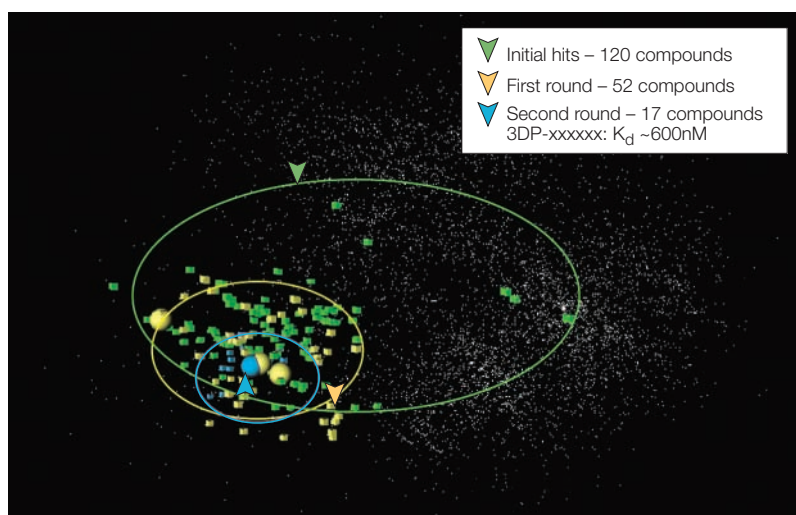 Initial hits – 120 compounds
First round – 52 compounds
Second round – 17 compounds
3DP-xxxxxx: Kd ~600nM